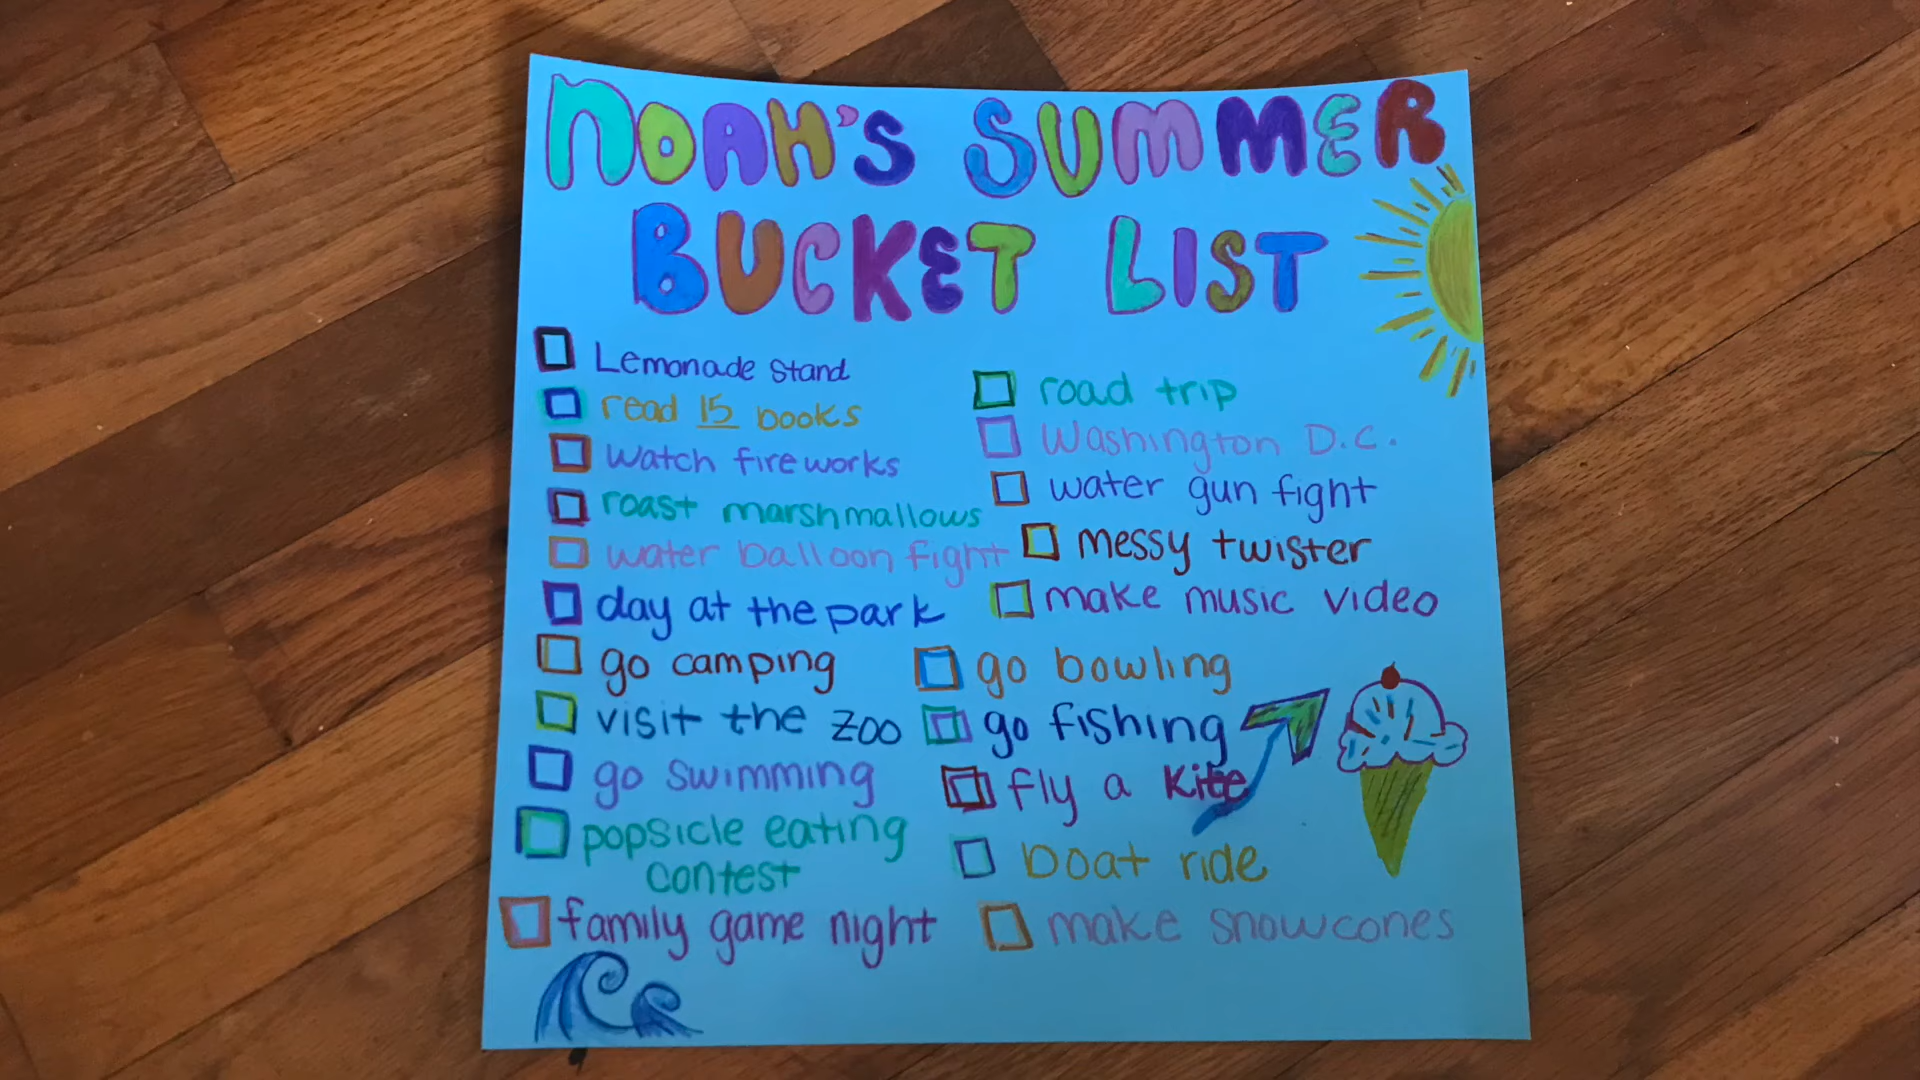 NOAH'S SUMMER
BUCKET LIST
Lemonade Stand
read 15 books
watch fireworks
roast marshmallows
water balloon fight
day at the park
go camping
visit the zoo
go swimming
popsicle eating
contest
family game night
road trip
Washington D.C.
water gun fight
messy twister
make music video
go bowling
go fishing
fly a kite
boat ride
make snowcones